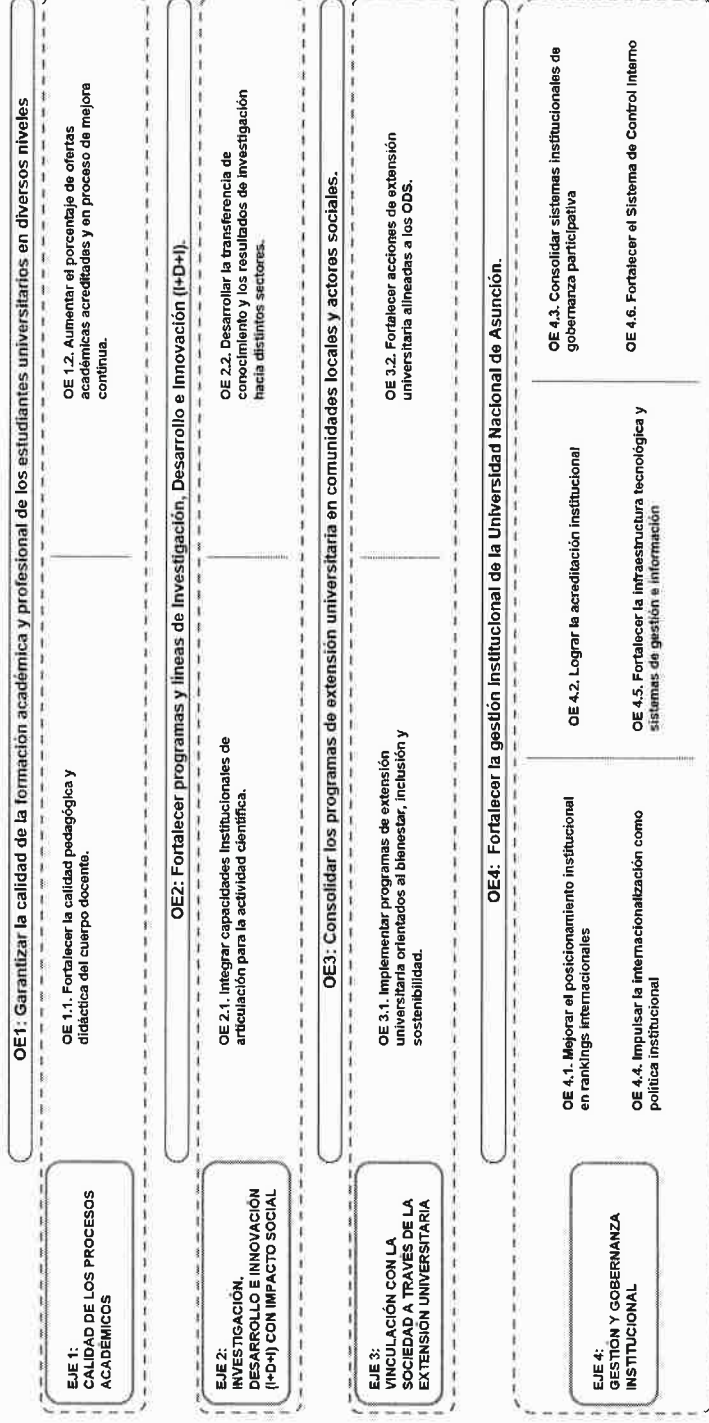 OE1: Garantizar la calidad de la formación académica y profesional de los estudiantes universitarios en diversos niveles
EJE 1:
CALIDAD DE LOS PROCESOS
ACADÉMICOS
OE 1.1. Fortalecer la calidad pedagógica y
didáctica del cuerpo docente.
OE 1.2. Aumentar el porcentaje de ofertas
académicas acreditadas y en proceso de mejora
continua.
OE2: Fortalecer programas y líneas de Investigación, Desarrollo e Innovación (I+D+I).
EJE 2:
INVESTIGACIÓN,
DESARROLLO E INNOVACIÓN
(I+D+I) CON IMPACTO SOCIAL
OE 2.1. Integrar capacidades Institucionales de
articulación para la actividad científica.
OE 2.2. Desarrollar la transferencia de
conocimiento y los resultados de investigación
hacia distintos sectores.
OE3: Consolidar los programas de extensión universitaria en comunidades locales y actores sociales.
EJE 3:
VINCULACIÓN CON LA
SOCIEDAD A TRAVÉS DE LA
EXTENSIÓN UNIVERSITARIA
OE 3.1. Implementar programas de extensión
universitaria orientados al bienestar, inclusión y
sostenibilidad.
OE 3.2. Fortalecer acciones de extensión
universitaria alineadas a los ODS.
OE4: Fortalecer la gestión Institucional de la Universidad Nacional de Asunción.
EJE 4:
GESTIÓN Y GOBERNANZA
INSTITUCIONAL
OE 4.1. Mejorar el posicionamiento institucional
en rankings internacionales
OE 4.2. Lograr la acreditación institucional
OE 4.3. Consolidar sistemas institucionales de
gobernanza participativa
OE 4.4. Impulsar la internacionalización como
política institucional
OE 4.5. Fortalecer la infraestructura tecnológica y
sistemas de gestión e información
OE 4.6. Fortalecer el Sistema de Control Interno